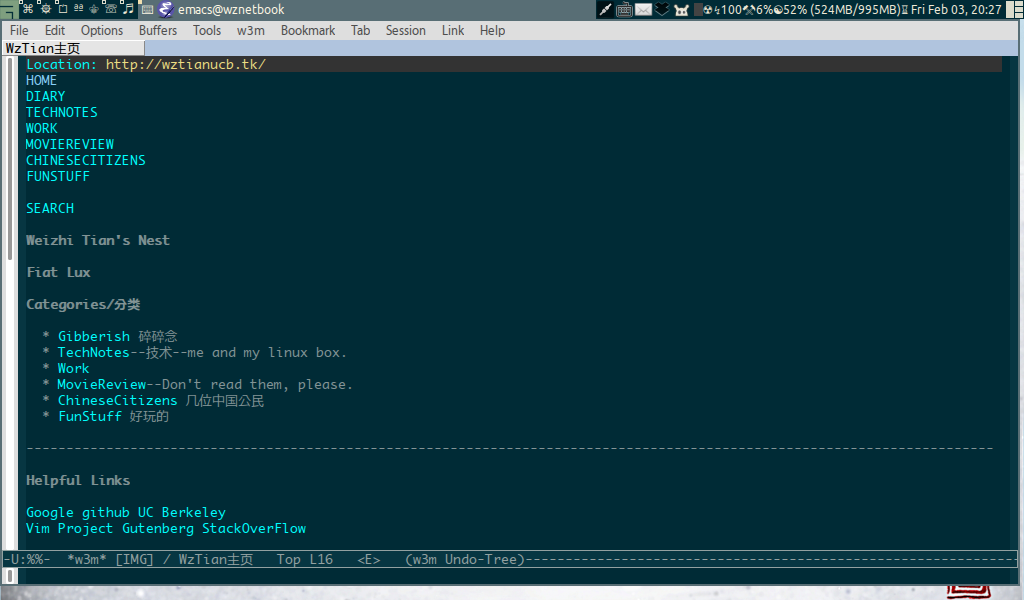 emacs@wznetbook
100 6% 52% (524MB/995MB) Fri Feb 03, 20:27
File Edit Options Buffers Tools w3m Bookmark Tab Session Link Help
WzTian主页
Location: http://wztianucb.tk/
HOME
DIARY
TECHNOTES
WORK
MOVIEREVIEW
CHINESECITIZENS
FUNSTUFF
SEARCH
Weizhi Tian's Nest
Fiat Lux
Categories/分类
* Gibberish 碎碎念
* TechNotes--技术--me and my linux box.
* Work
* MovieReview--Don't read them, please.
* ChineseCitizens 几位中国公民
* FunStuff 好玩的
Helpful Links
Google github UC Berkeley
Vim Project Gutenberg StackOverFlow
-U:%%- *w3m* [IMG] / WzTian主页 Top L16 <E> (w3m Undo-Tree)